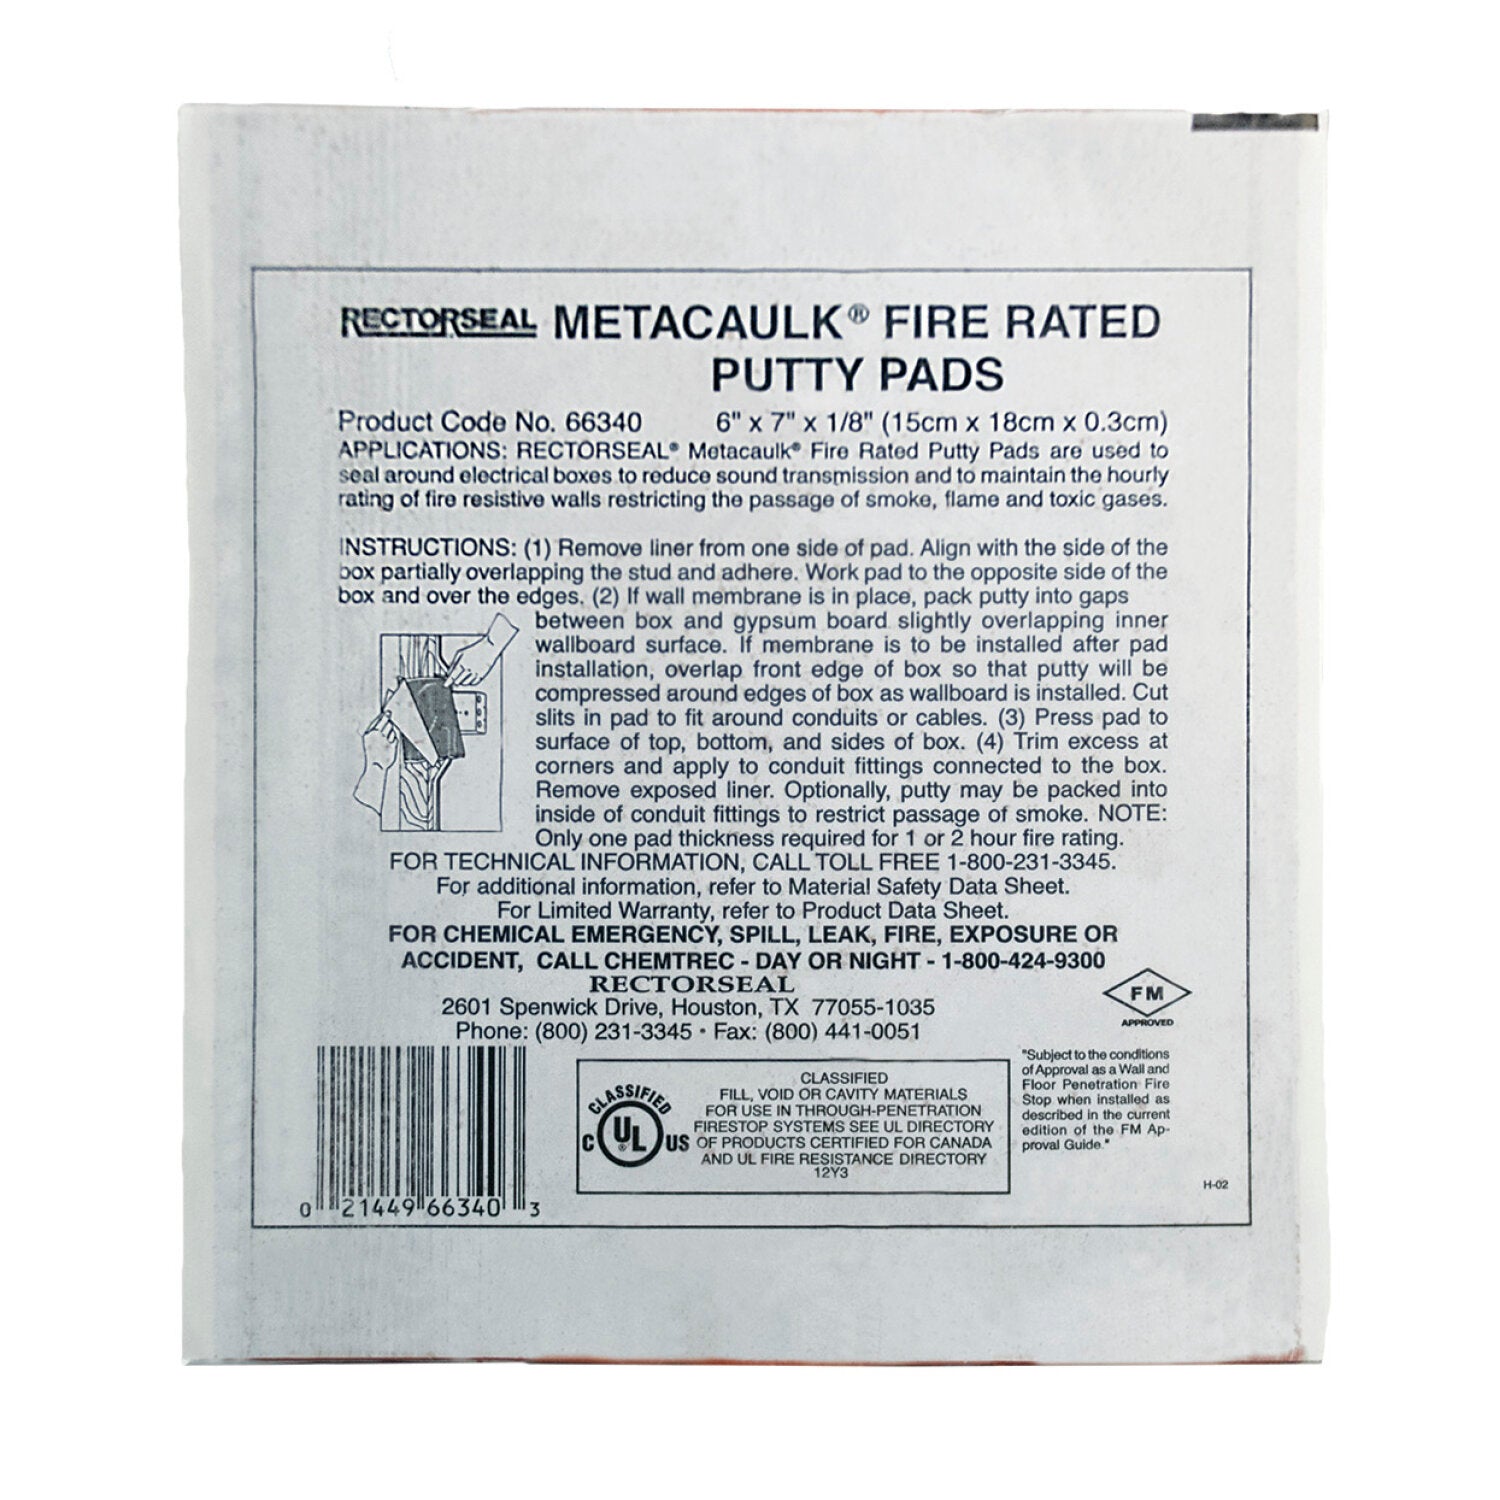 RECTORSEAL METACAULK® FIRE RATED
PUTTY PADS
Product Code No. 66340 6" x 7" x 1/8" (15cm x 18cm x 0.3cm)
APPLICATIONS: RECTORSEAL® Metacaulk® Fire Rated Putty Pads are used to
seal around electrical boxes to reduce sound transmission and to maintain the hourly
rating of fire resistive walls restricting the passage of smoke, flame and toxic gases.
INSTRUCTIONS: (1) Remove liner from one side of pad. Align with the side of the
box partially overlapping the stud and adhere. Work pad to the opposite side of the
box and over the edges. (2) If wall membrane is in place, pack putty into gaps
between box and gypsum board slightly overlapping inner
wallboard surface. If membrane is to be installed after pad
installation, overlap front edge of box so that putty will be
compressed around edges of box as wallboard is installed. Cut
slits in pad to fit around conduits or cables. (3) Press pad to
surface of top, bottom, and sides of box. (4) Trim excess at
corners and apply to conduit fittings connected to the box.
Remove exposed liner. Optionally, putty may be packed into
inside of conduit fittings to restrict passage of smoke. NOTE:
Only one pad thickness required for 1 or 2 hour fire rating.
FOR TECHNICAL INFORMATION, CALL TOLL FREE 1-800-231-3345.
For additional information, refer to Material Safety Data Sheet.
For Limited Warranty, refer to Product Data Sheet.
FOR CHEMICAL EMERGENCY, SPILL, LEAK, FIRE, EXPOSURE OR
ACCIDENT, CALL CHEMTREC - DAY OR NIGHT - 1-800-424-9300
RECTORSEAL
2601 Spenwick Drive, Houston, TX 77055-1035
Phone: (800) 231-3345 • Fax: (800) 441-0051
FM
APPROVED
"Subject to the conditions
of Approval as a Wall and
Floor Penetration Fire
Stop when installed as
described in the current
edition of the FM Ap-
proval Guide."
CLASSIFIED
C UL® US
CLASSIFIED
FILL, VOID OR CAVITY MATERIALS
FOR USE IN THROUGH-PENETRATION
FIRESTOP SYSTEMS SEE UL DIRECTORY
OF PRODUCTS CERTIFIED FOR CANADA
AND UL FIRE RESISTANCE DIRECTORY
12Y3
0 21449 66340 3
H-02